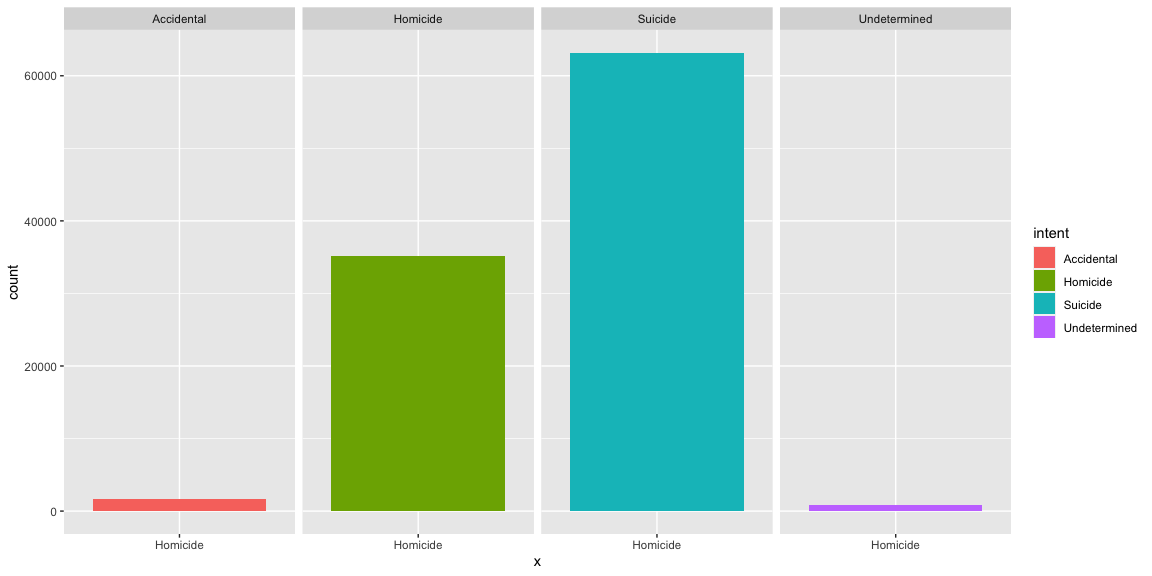 Accidental Homicide Suicide Undetermined
60000
40000
20000
0
count
Homicide Homicide Homicide Homicide
x
intent
Accidental
Homicide
Suicide
Undetermined